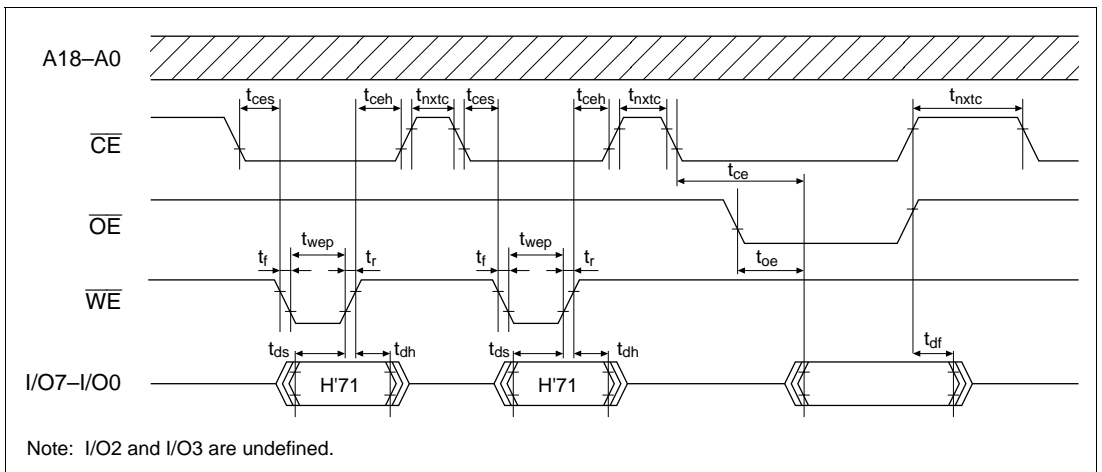 A18–A0
tces tceh tnxtc tces tceh tnxtc tnxtc
CE
tce
OE
twep twep toe
tf tr tf tr
WE
tds tdh tds tdh tdf
I/O7–I/O0 H'71 H'71
Note: I/O2 and I/O3 are undefined.